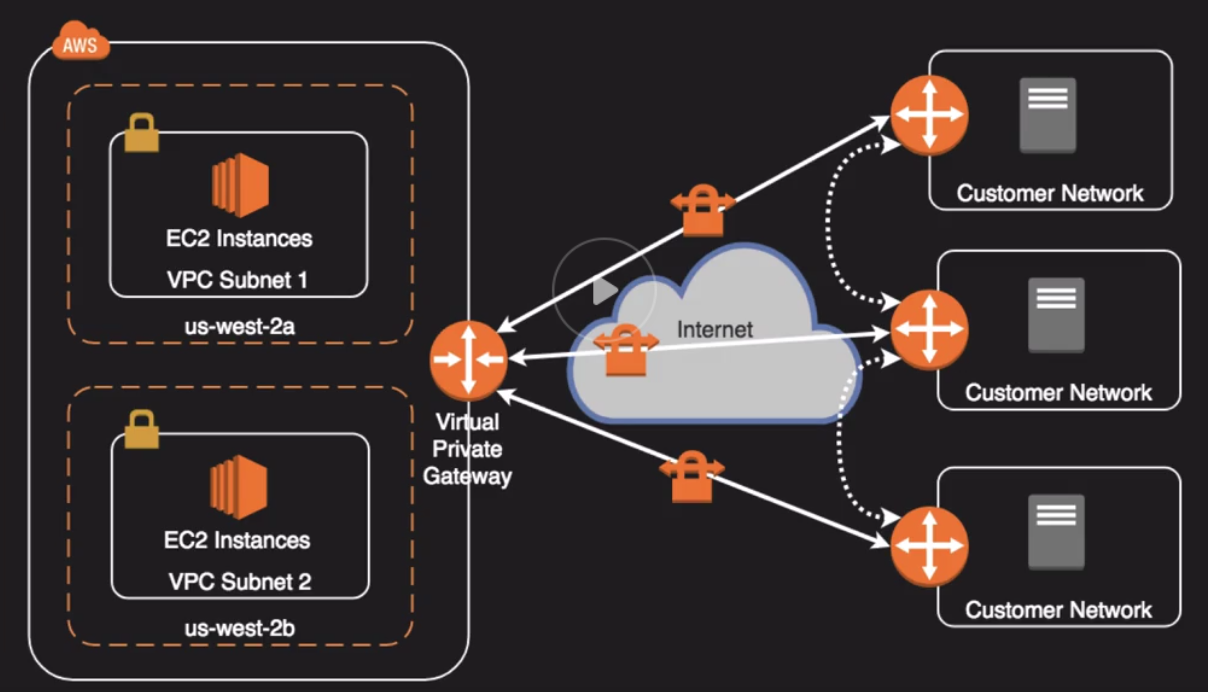 AWS
EC2 Instances
VPC Subnet 1
us-west-2a
EC2 Instances
VPC Subnet 2
us-west-2b
Virtual
Private
Gateway
Internet
Customer Network
Customer Network
Customer Network